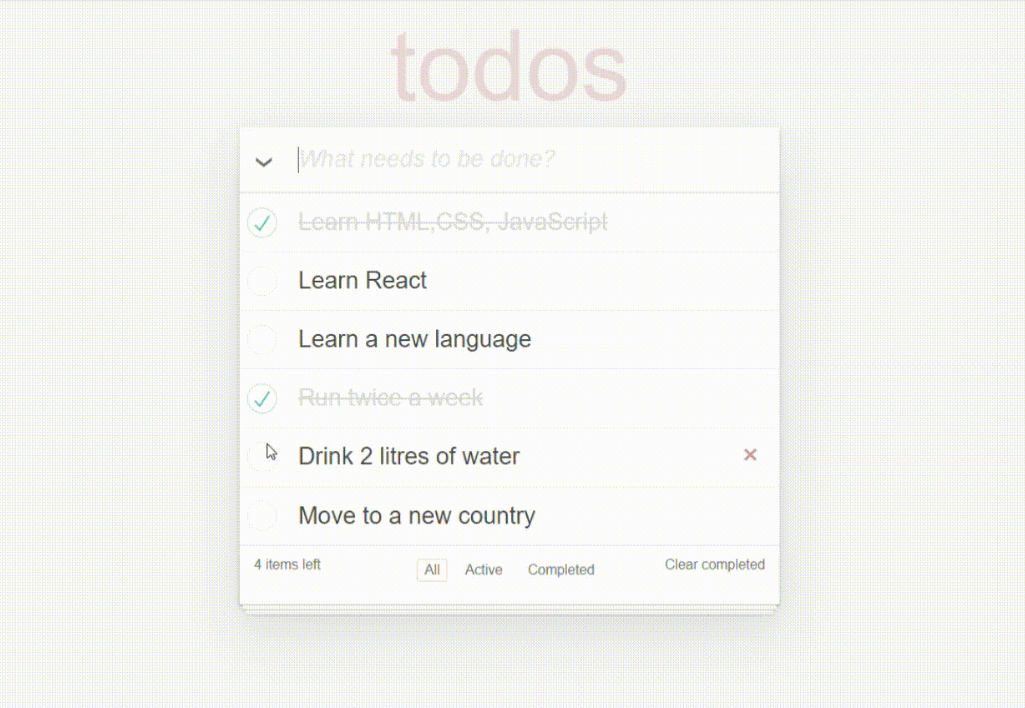 todos
What needs to be done?
Learn HTML,CSS, JavaScript
Learn React
Learn a new language
Run twice a week
Drink 2 litres of water
Move to a new country
4 items left All Active Completed Clear completed